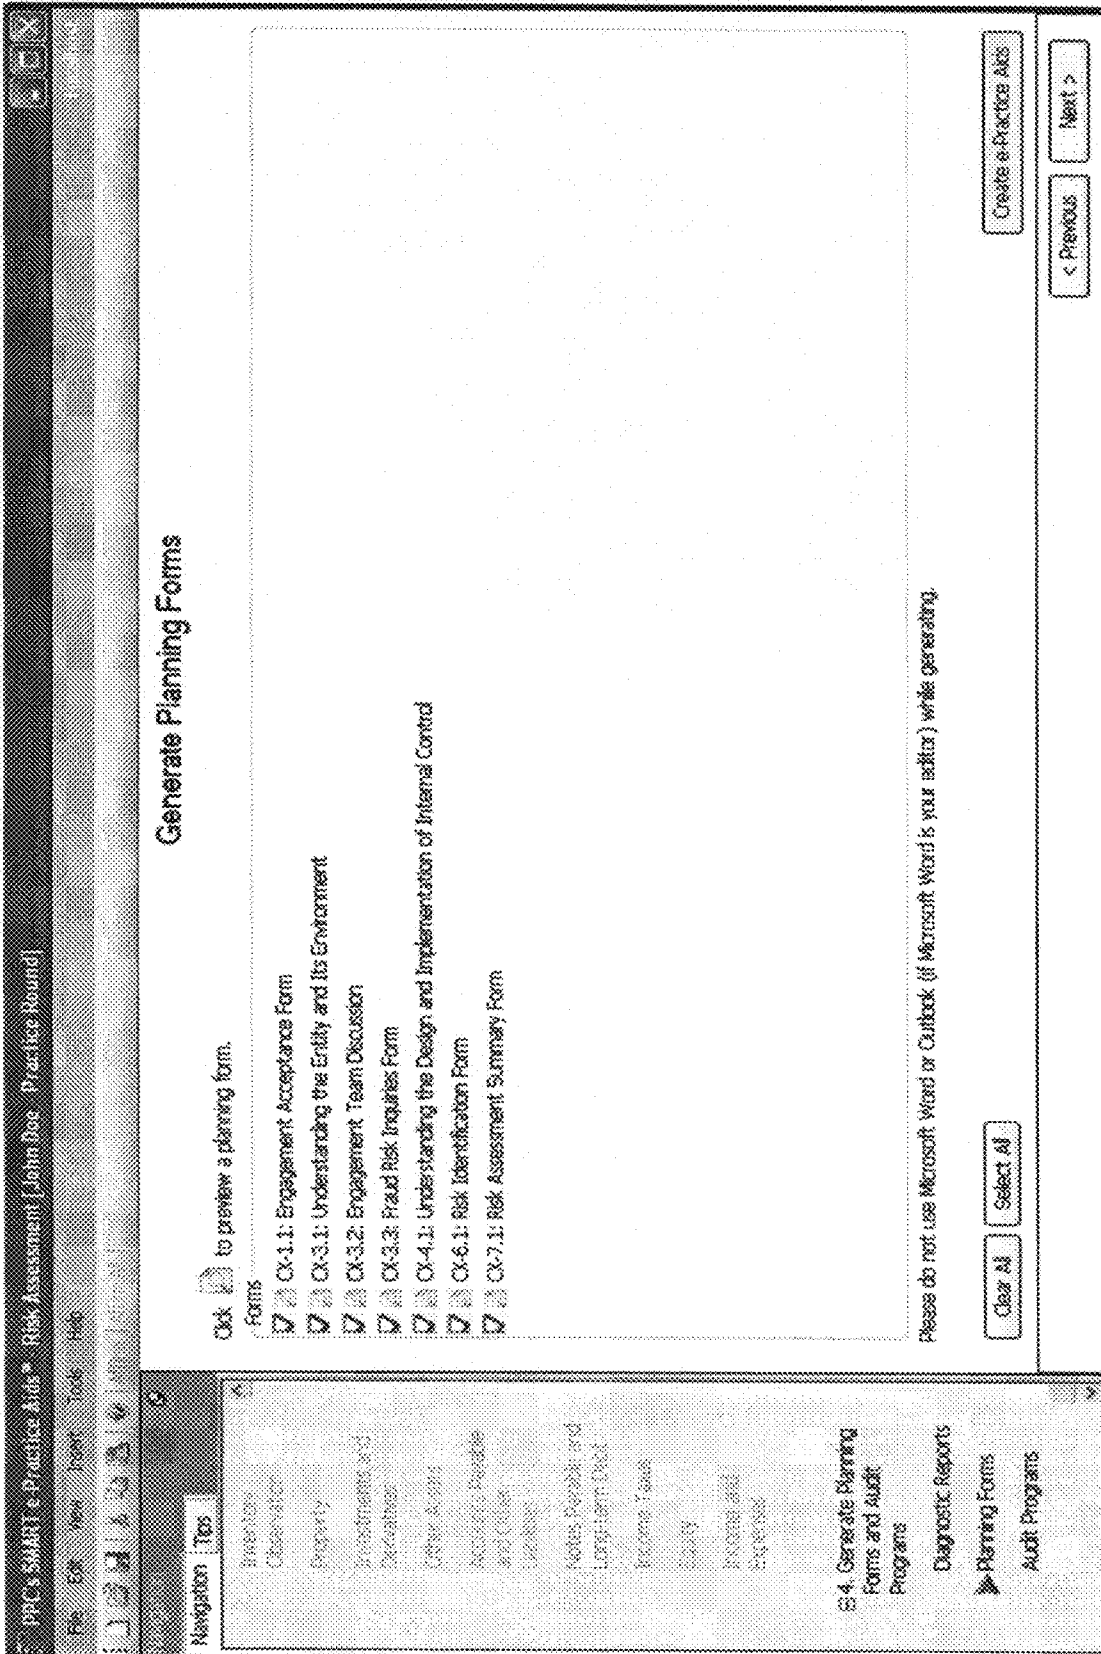 PPC's SMART e-Practice Aids™ - Risk Assessment [John Doe - Practice Round]
File Edit View Insert Tools Help
Navigation Tips
Inventory
Observation
Property
Investments and
Derivatives
Other Assets
Accounts Payable
and Other
Notes Payable and
Long-term Debt
Income Taxes
Equity
Income and
Expenses
4. Generate Planning
Forms and Audit
Programs
Diagnostic Reports
Planning Forms
Audit Programs
Generate Planning Forms
Click to preview a planning form.
Forms
CX-1.1: Engagement Acceptance Form
CX-3.1: Understanding the Entity and Its Environment
CX-3.2: Engagement Team Discussion
CX-3.3: Fraud Risk Inquiries Form
CX-4.1: Understanding the Design and Implementation of Internal Control
CX-6.1: Risk Identification Form
CX-7.1: Risk Assessment Summary Form
Please do not use Microsoft Word or Outlook (if Microsoft Word is your editor) while generating.
Clear All Select All Create e-Practice Aids
< Previous Next >